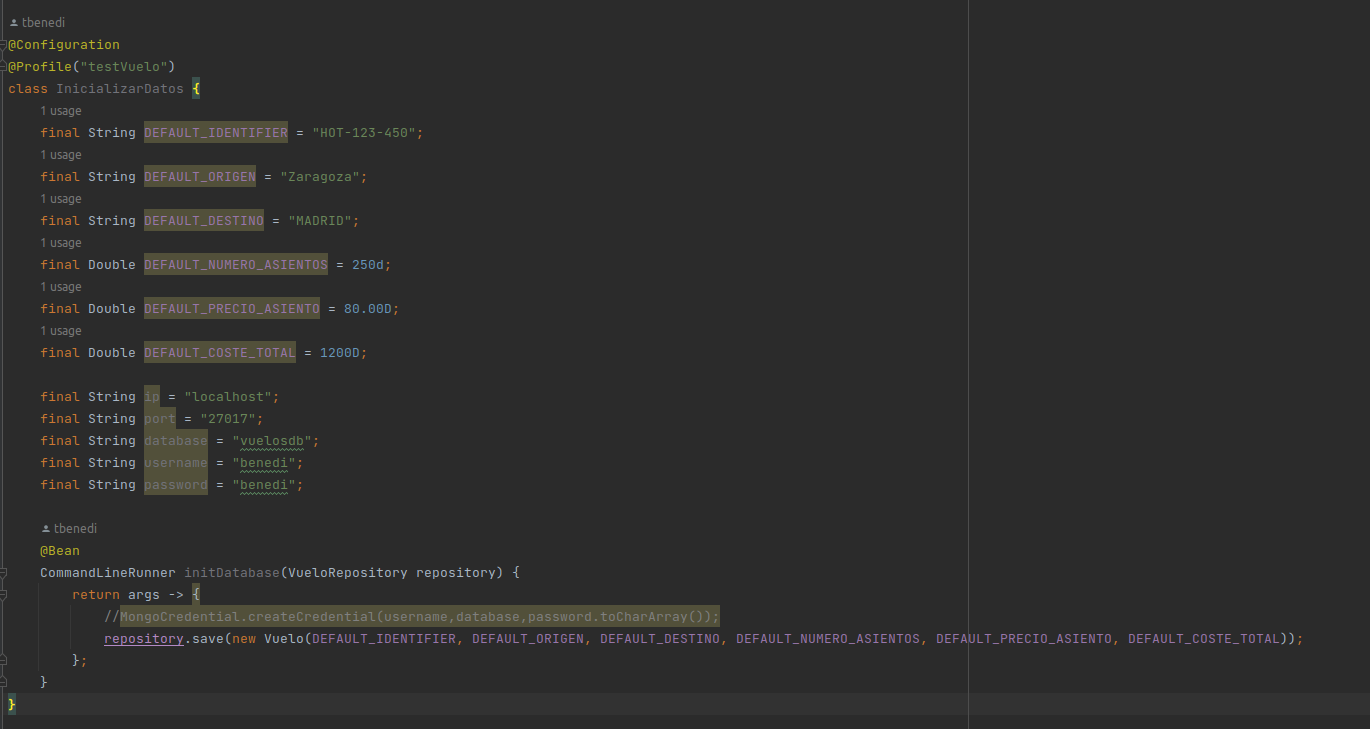 tbenedi
@Configuration
@Profile("testVuelo")
class InicializarDatos {
1 usage
final String DEFAULT_IDENTIFIER = "HOT-123-450";
1 usage
final String DEFAULT_ORIGEN = "Zaragoza";
1 usage
final String DEFAULT_DESTINO = "MADRID";
1 usage
final Double DEFAULT_NUMERO_ASIENTOS = 250d;
1 usage
final Double DEFAULT_PRECIO_ASIENTO = 80.00D;
1 usage
final Double DEFAULT_COSTE_TOTAL = 1200D;
final String ip = "localhost";
final String port = "27017";
final String database = "vuelosdb";
final String username = "benedi";
final String password = "benedi";
tbenedi
@Bean
CommandLineRunner initDatabase(VueloRepository repository) {
return args -> {
//MongoCredential.createCredential(username,database,password.toCharArray());
repository.save(new Vuelo(DEFAULT_IDENTIFIER, DEFAULT_ORIGEN, DEFAULT_DESTINO, DEFAULT_NUMERO_ASIENTOS, DEFAULT_PRECIO_ASIENTO, DEFAULT_COSTE_TOTAL));
};
}
}